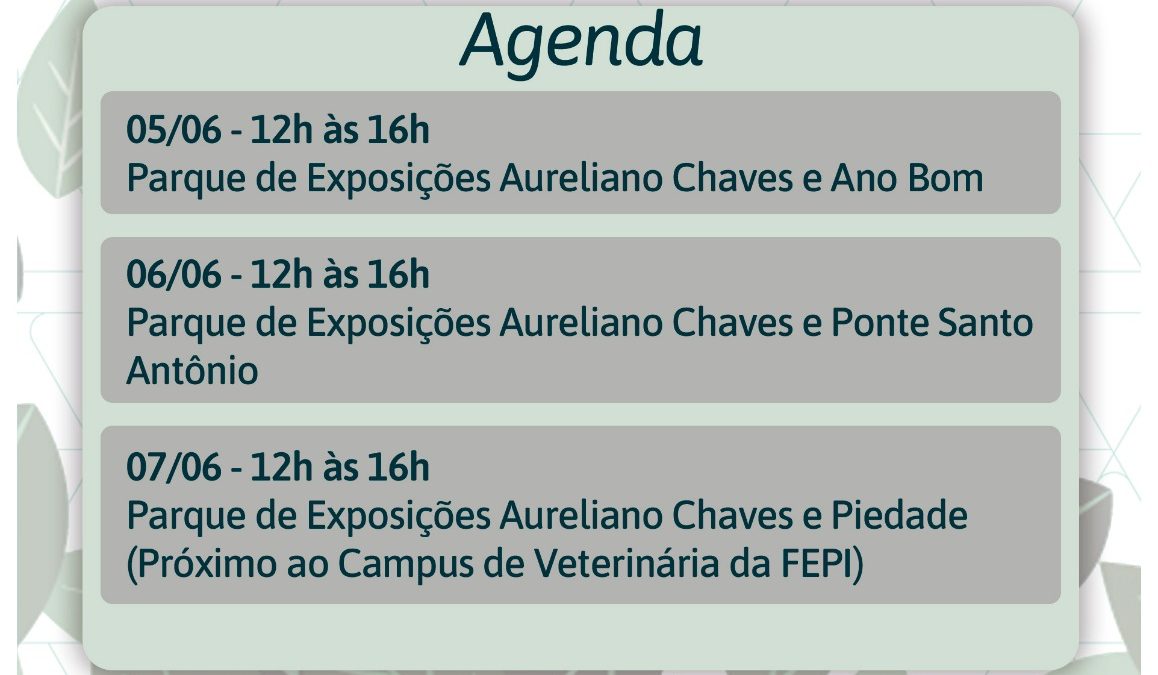 Agenda
05/06 - 12h às 16h
Parque de Exposições Aureliano Chaves e Ano Bom
06/06 - 12h às 16h
Parque de Exposições Aureliano Chaves e Ponte Santo
Antônio
07/06 - 12h às 16h
Parque de Exposições Aureliano Chaves e Piedade
(Próximo ao Campus de Veterinária da FEPI)